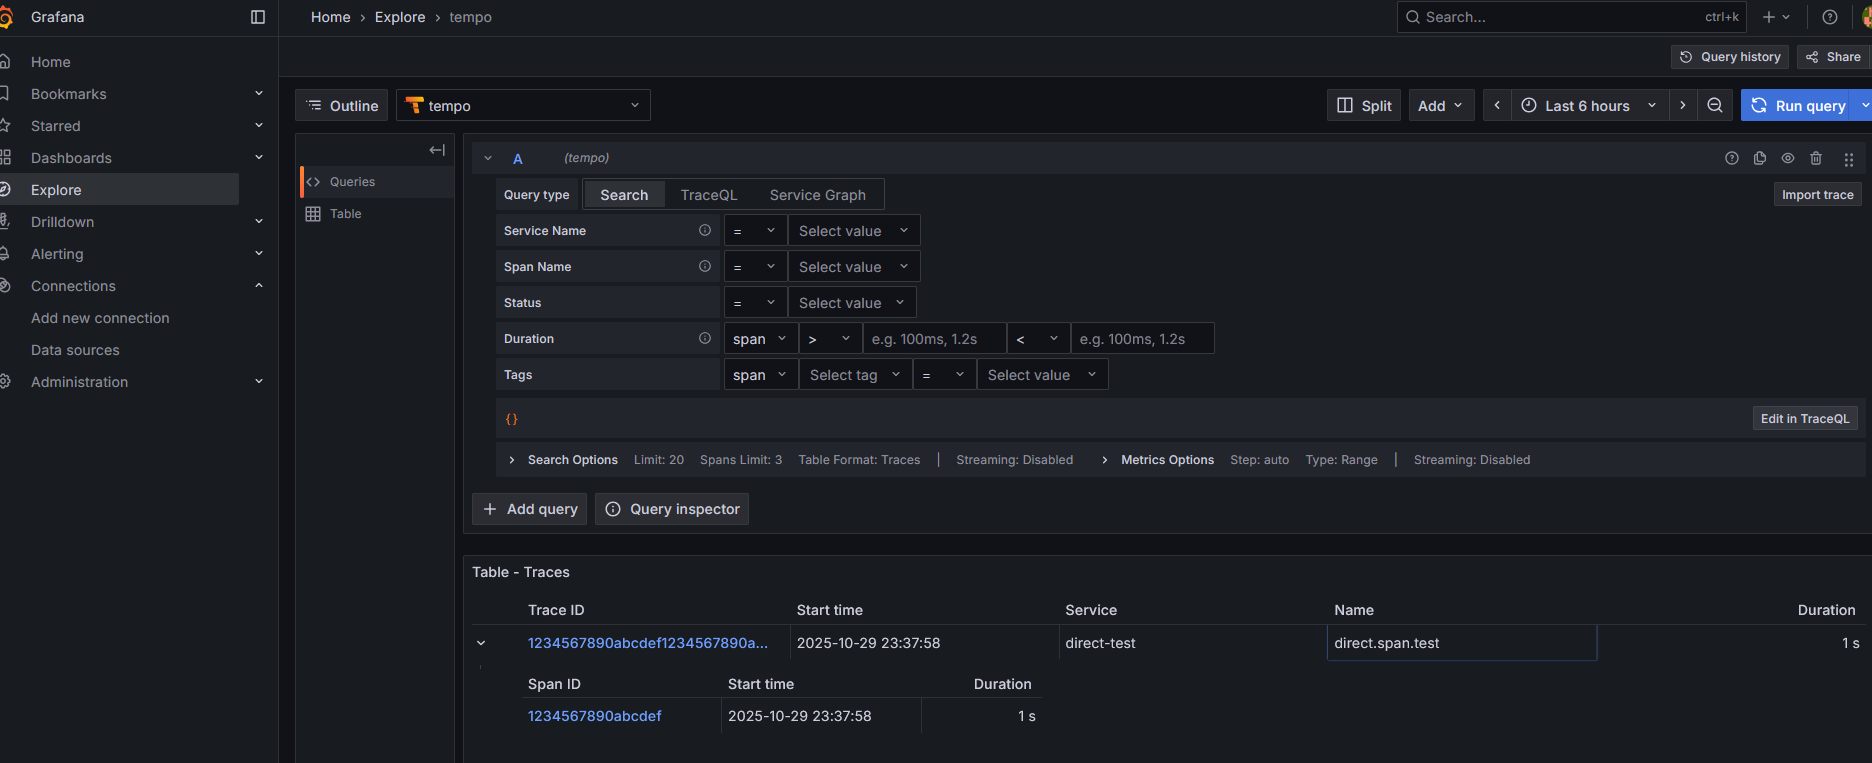 Grafana
Home › Explore › tempo
Search...
ctrl+k
Query history
Share
Home
Bookmarks
Starred
Dashboards
Explore
Drilldown
Alerting
Connections
Add new connection
Data sources
Administration
Outline
tempo
Split
Add
Last 6 hours
Run query
Queries
Table
A
(tempo)
Query type
Search
TraceQL
Service Graph
Import trace
Service Name
=
Select value
Span Name
=
Select value
Status
=
Select value
Duration
span
>
e.g. 100ms, 1.2s
<
e.g. 100ms, 1.2s
Tags
span
Select tag
=
Select value
{}
Edit in TraceQL
Search Options Limit: 20 Spans Limit: 3 Table Format: Traces | Streaming: Disabled
Metrics Options Step: auto Type: Range | Streaming: Disabled
+ Add query
Query inspector
Table - Traces
Trace ID Start time Service Name Duration
1234567890abcdef1234567890a... 2025-10-29 23:37:58 direct-test direct.span.test 1 s
Span ID Start time Duration
1234567890abcdef 2025-10-29 23:37:58 1 s